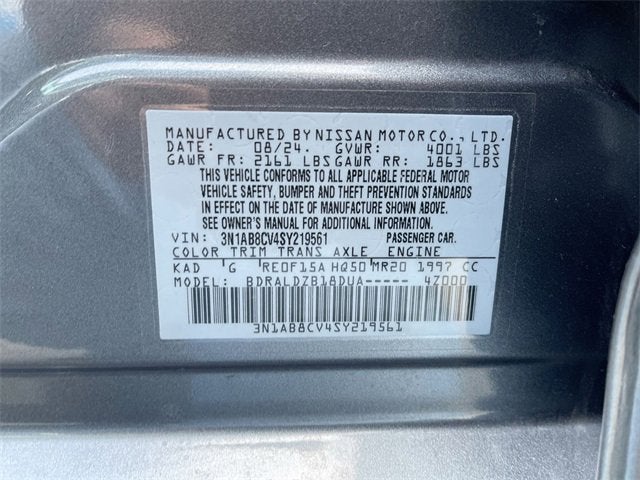 MANUFACTURED BY NISSAN MOTOR CO., LTD.
DATE: 08/24. GVWR: 4001 LBS
GAWR FR: 2161 LBS GAWR RR: 1863 LBS
THIS VEHICLE CONFORMS TO ALL APPLICABLE FEDERAL MOTOR
VEHICLE SAFETY, BUMPER AND THEFT PREVENTION STANDARDS
IN EFFECT ON THE DATE OF MANUFACTURE SHOWN ABOVE.
SEE OWNER'S MANUAL FOR ADDITIONAL INFORMATION.
VIN: 3N1AB8CV4SY219561 PASSENGER CAR.
COLOR TRIM TRANS AXLE ENGINE
KAD G RE0F15A HQ50 MR20 1997 CC
MODEL: BDRALDZB18DUA----- 4Z000
3N1AB8CV4SY219561